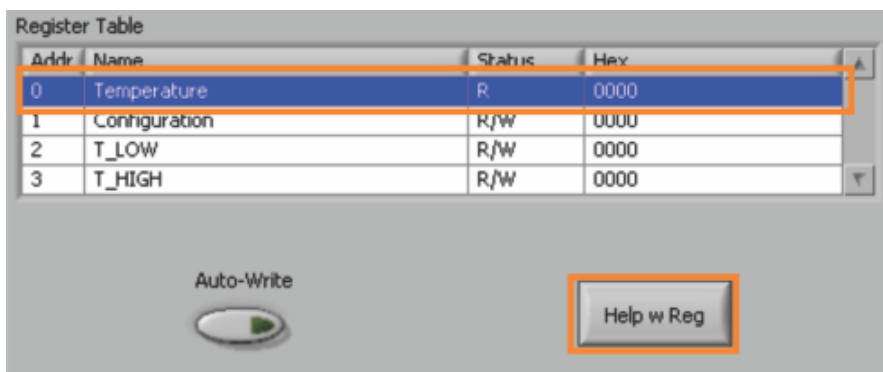 Register Table
Addr Name Status Hex
0 Temperature R 0000
1 Configuration R/W 0000
2 T_LOW R/W 0000
3 T_HIGH R/W 0000
Auto-Write
Help w Reg